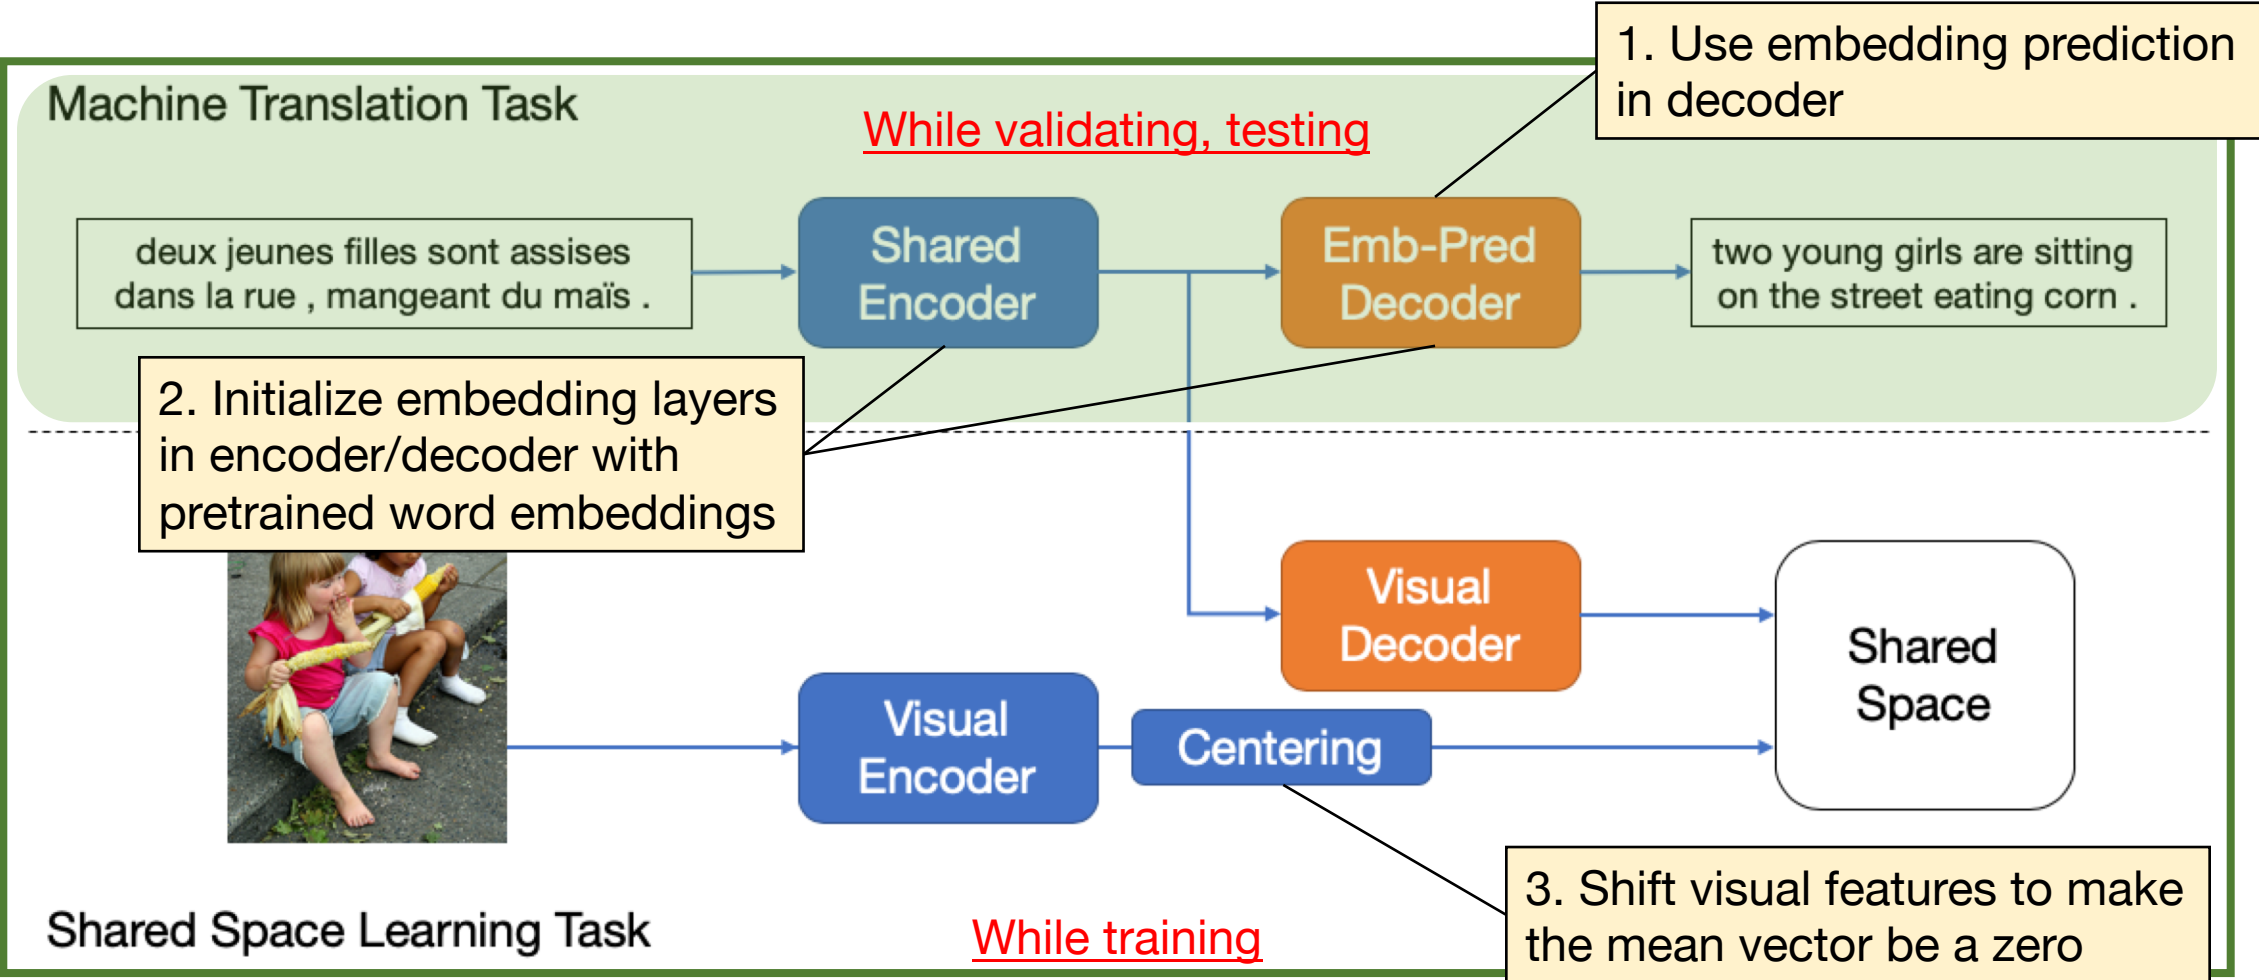 1. Use embedding prediction
in decoder
Machine Translation Task
While validating, testing
deux jeunes filles sont assises
dans la rue , mangeant du maïs .
Shared
Encoder
Emb-Pred
Decoder
two young girls are sitting
on the street eating corn .
2. Initialize embedding layers
in encoder/decoder with
pretrained word embeddings
Visual
Decoder
Shared
Space
Visual
Encoder
Centering
3. Shift visual features to make
the mean vector be a zero
Shared Space Learning Task
While training